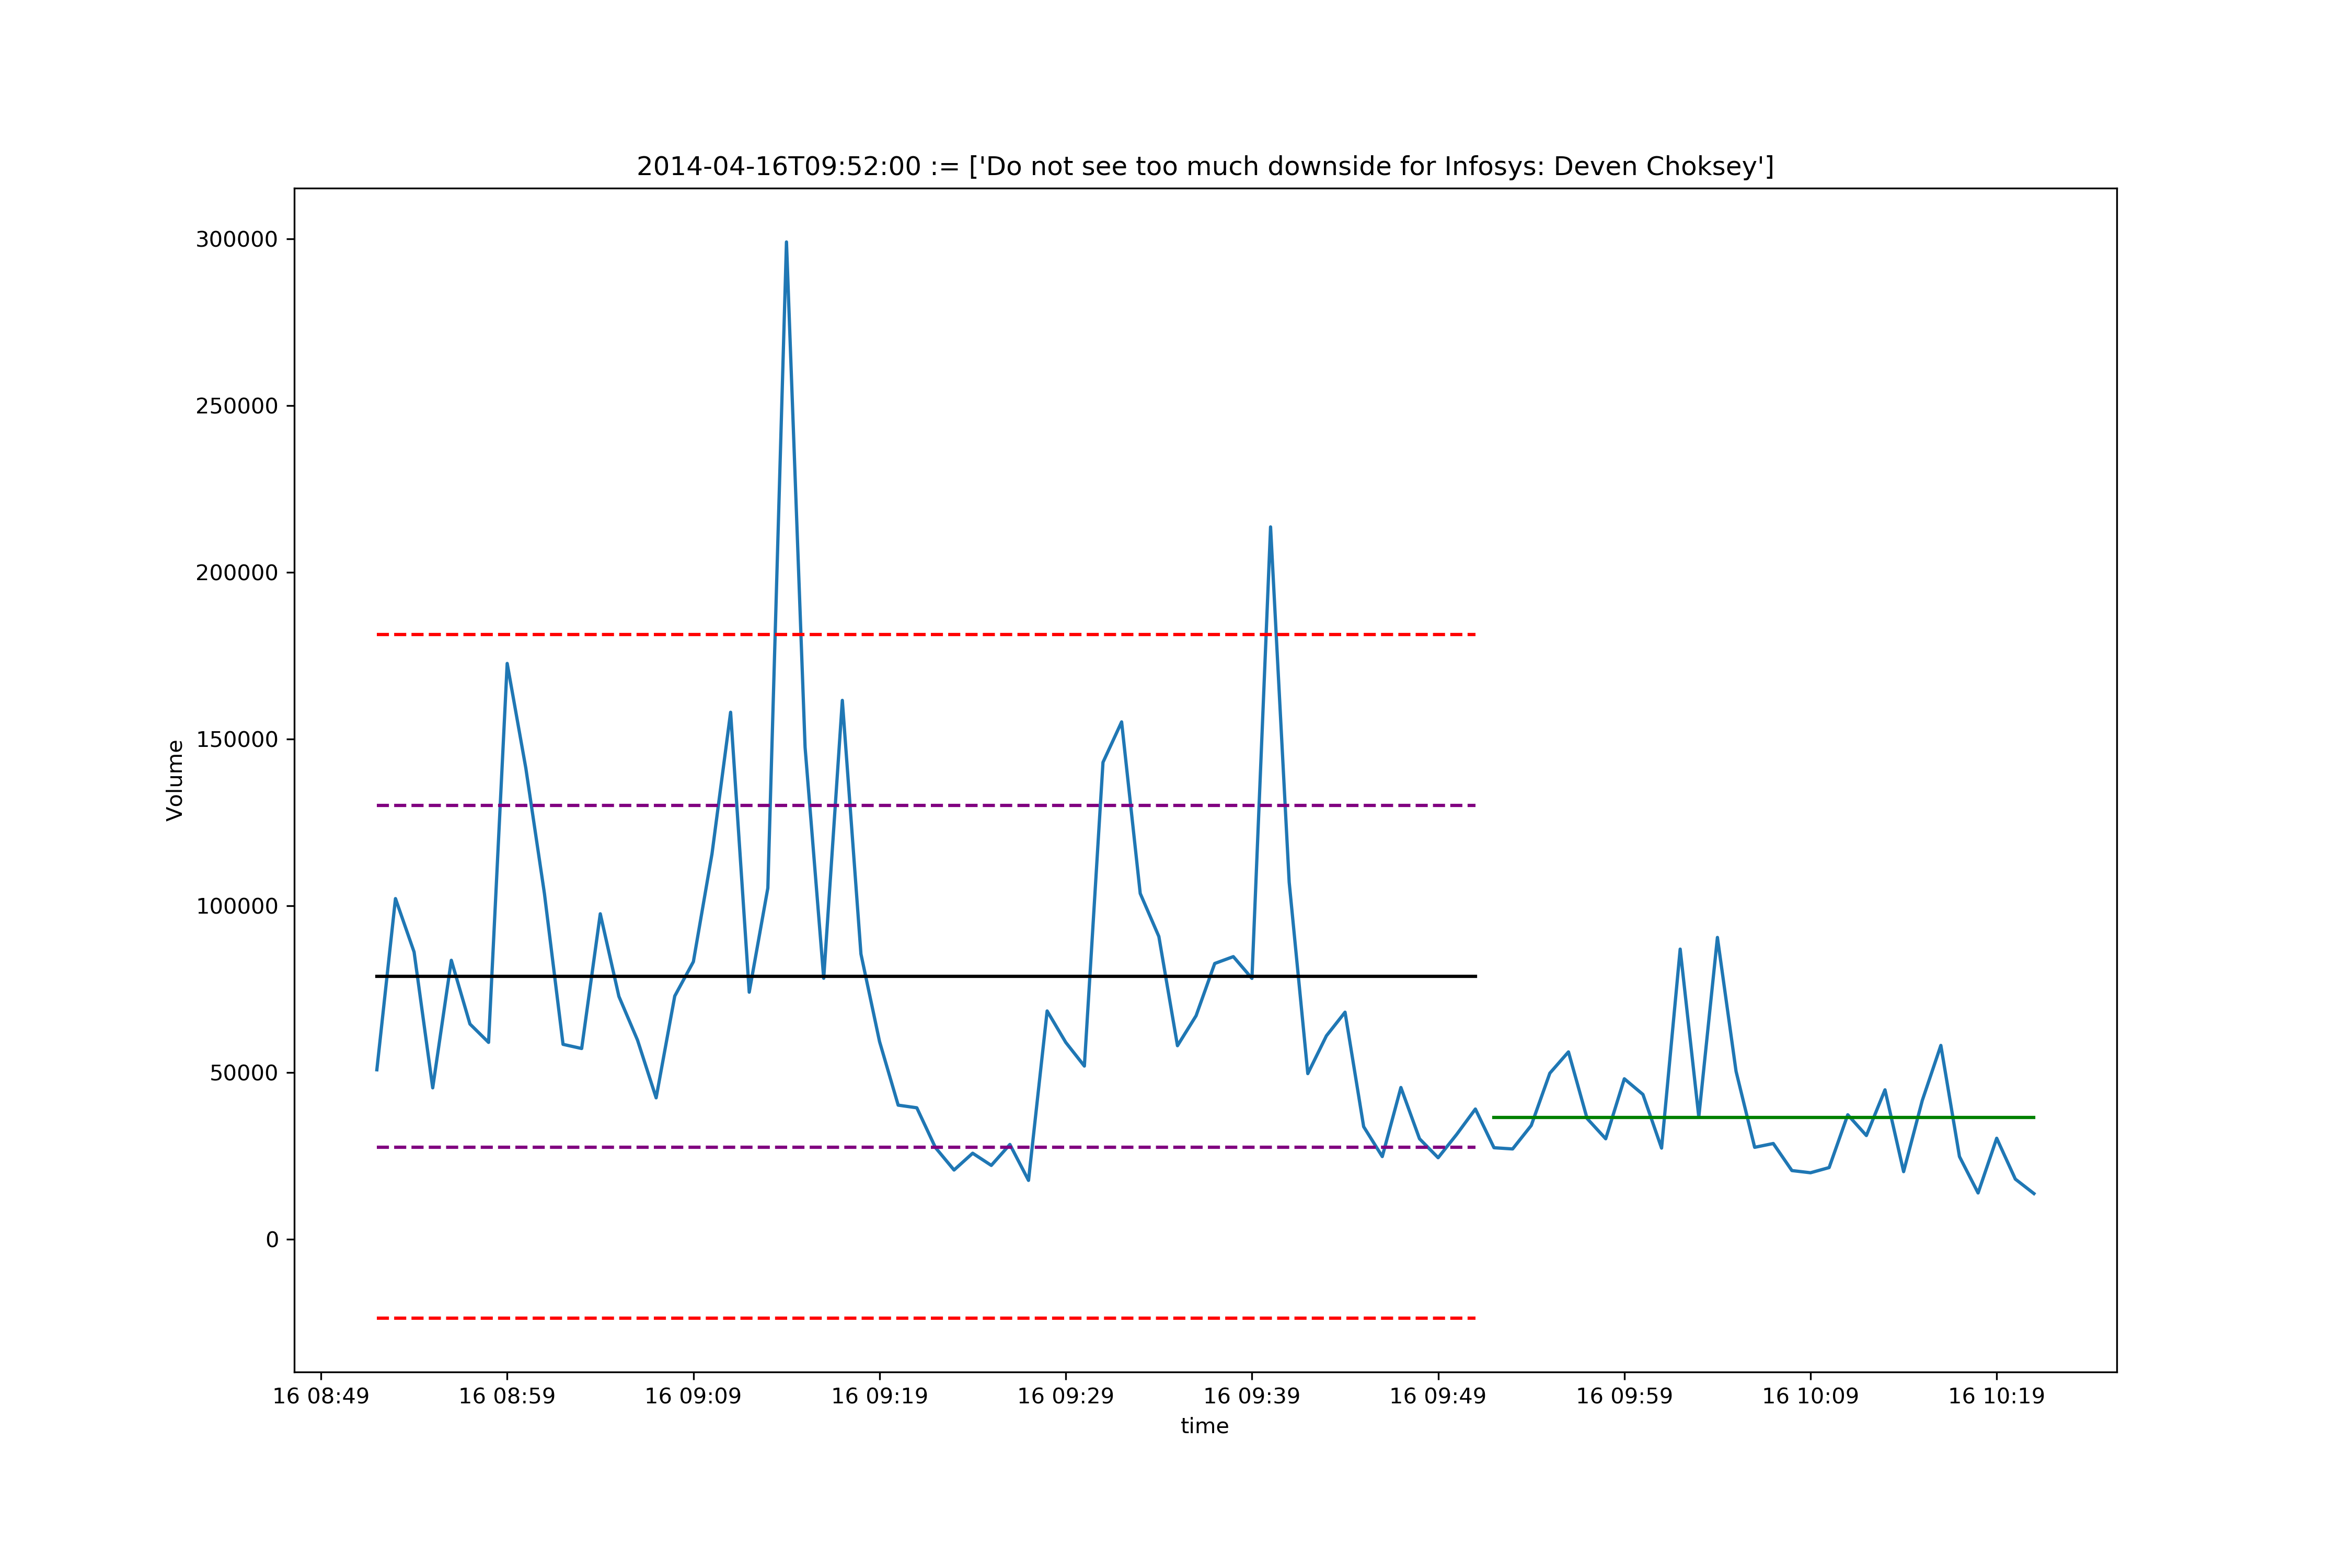 2014-04-16T09:52:00 := ['Do not see too much downside for Infosys: Deven Choksey']
300000
250000
200000
150000
100000
50000
0
Volume
16 08:49 16 08:59 16 09:09 16 09:19 16 09:29 16 09:39 16 09:49 16 09:59 16 10:09 16 10:19
time